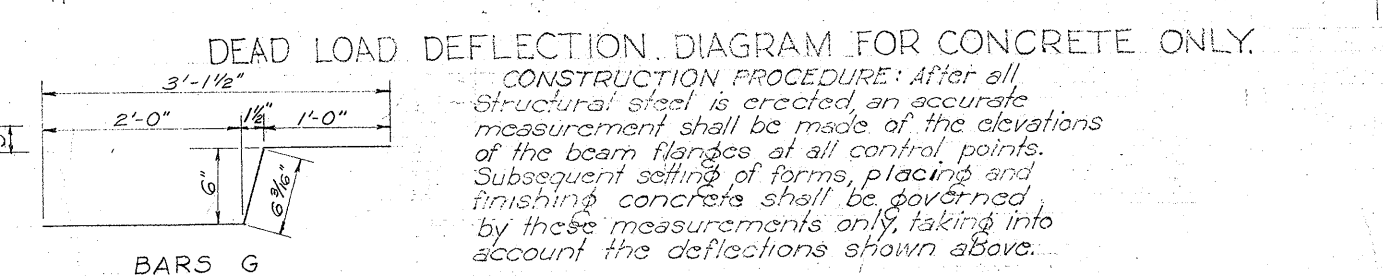 DEAD LOAD DEFLECTION DIAGRAM FOR CONCRETE ONLY.
3'-1½"
2'-0" 1½" 1'-0"
6"
6 3/16"
BARS G
CONSTRUCTION PROCEDURE: After all
Structural steel is erected, an accurate
measurement shall be made of the elevations
of the beam flanges at all control points.
Subsequent setting of forms, placing and
finishing concrete shall be governed
by these measurements only, taking into
account the deflections shown above.